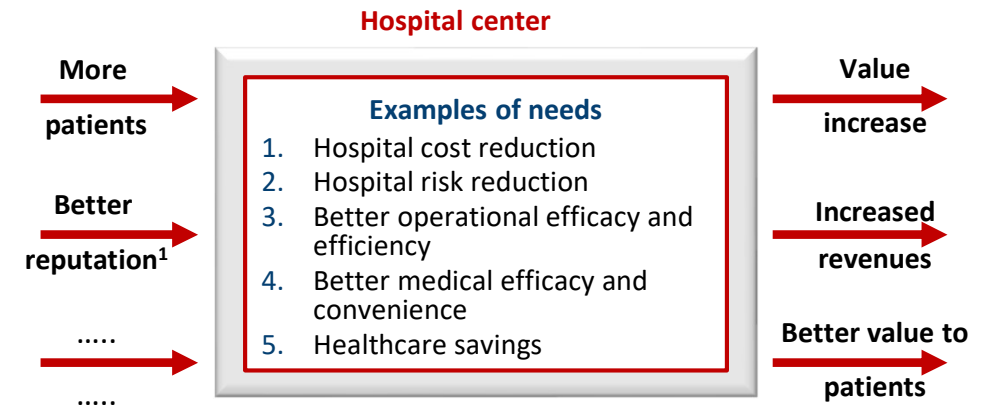 Hospital center
More
patients
Better
reputation¹
.....
.....
Examples of needs
1. Hospital cost reduction
2. Hospital risk reduction
3. Better operational efficacy and
efficiency
4. Better medical efficacy and
convenience
5. Healthcare savings
Value
increase
Increased
revenues
Better value to
patients